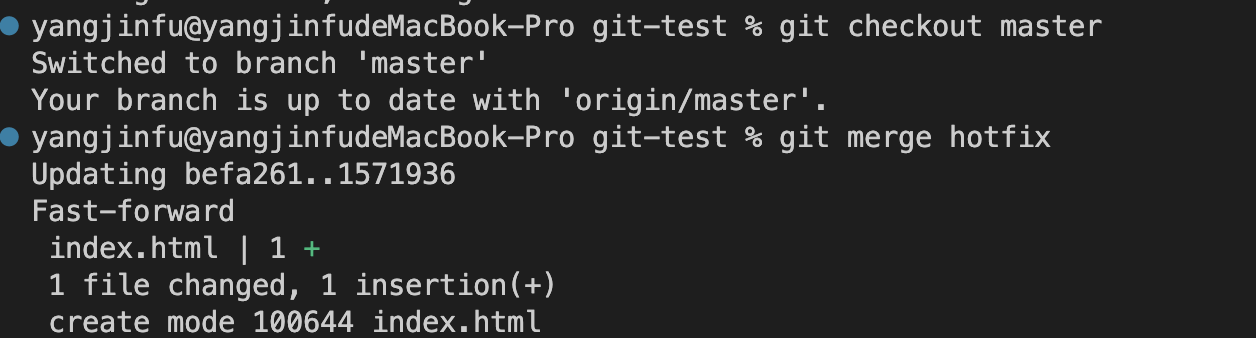 yangjinfu@yangjinfudeMacBook-Pro git-test % git checkout master
Switched to branch 'master'
Your branch is up to date with 'origin/master'.
yangjinfu@yangjinfudeMacBook-Pro git-test % git merge hotfix
Updating befa261..1571936
Fast-forward
 index.html | 1 +
 1 file changed, 1 insertion(+)
 create mode 100644 index.html